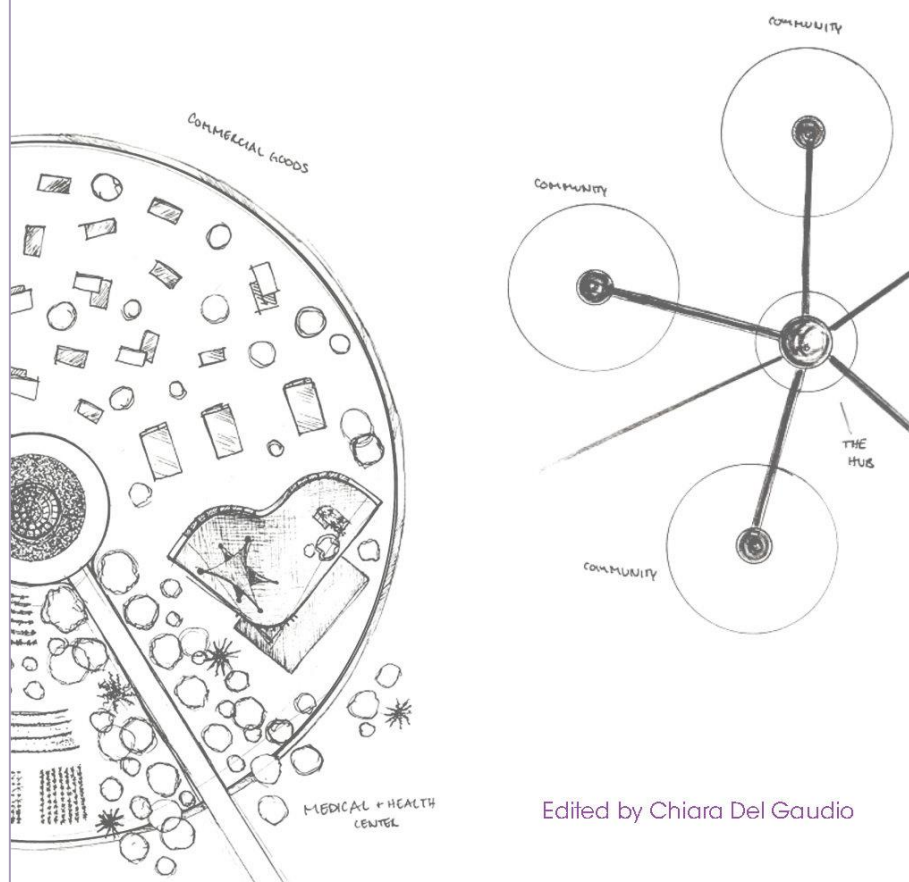 COMMUNITY
COMMERCIAL GOODS
COMMUNITY
THE
HUB
COMMUNITY
MEDICAL + HEALTH
CENTER
Edited by Chiara Del Gaudio